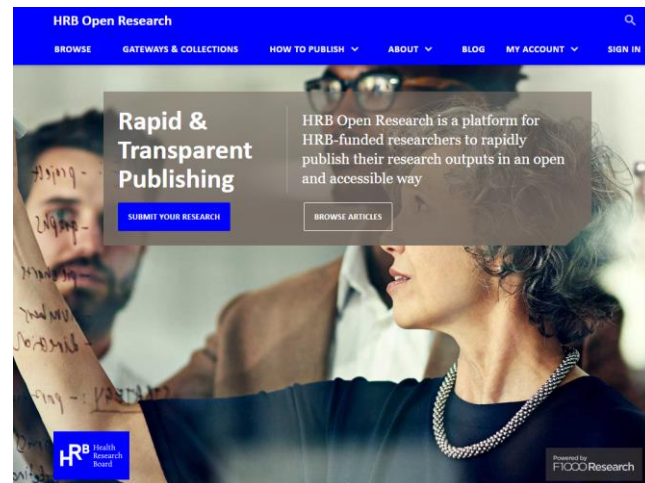 HRB Open Research
BROWSE GATEWAYS & COLLECTIONS HOW TO PUBLISH ABOUT BLOG MY ACCOUNT SIGN IN
Rapid &
Transparent
Publishing
HRB Open Research is a platform for
HRB-funded researchers to rapidly
publish their research outputs in an open
and accessible way
SUBMIT YOUR RESEARCH
BROWSE ARTICLES
- project
- graphs
HRB Health
Research
Board
Powered by
F1000Research